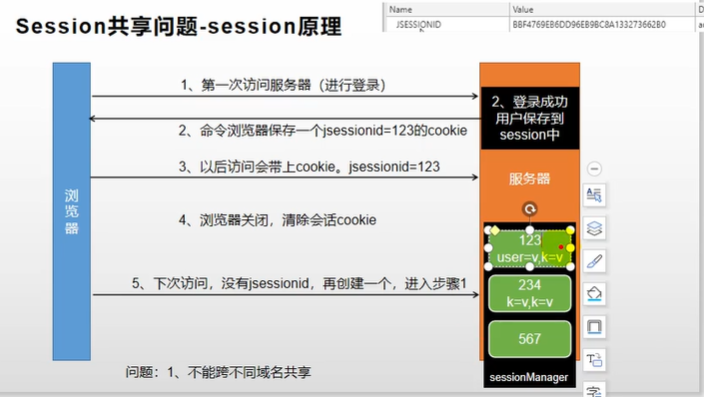 Session共享问题-session原理
Name
Value
JSESSIONID
BBF4769EB6DD96EB9BC8A133273662B0
1、第一次访问服务器（进行登录）
2、登录成功
用户保存到
session中
2、命令浏览器保存一个jsessionid=123的cookie
3、以后访问会带上cookie。jsessionid=123
服务器
浏览器
4、浏览器关闭，清除会话cookie
123
user=v,k=v
5、下次访问，没有jsessionid，再创建一个，进入步骤1
234
k=v,k=v
567
sessionManager
问题：1、不能跨不同域名共享